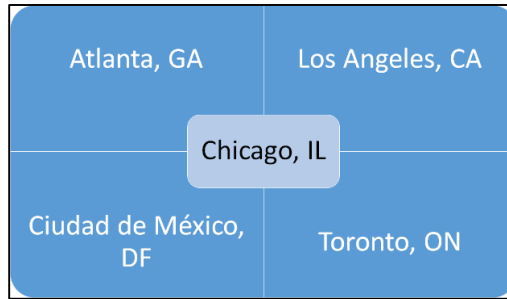 Atlanta, GA
Los Angeles, CA
Chicago, IL
Ciudad de México,
DF
Toronto, ON